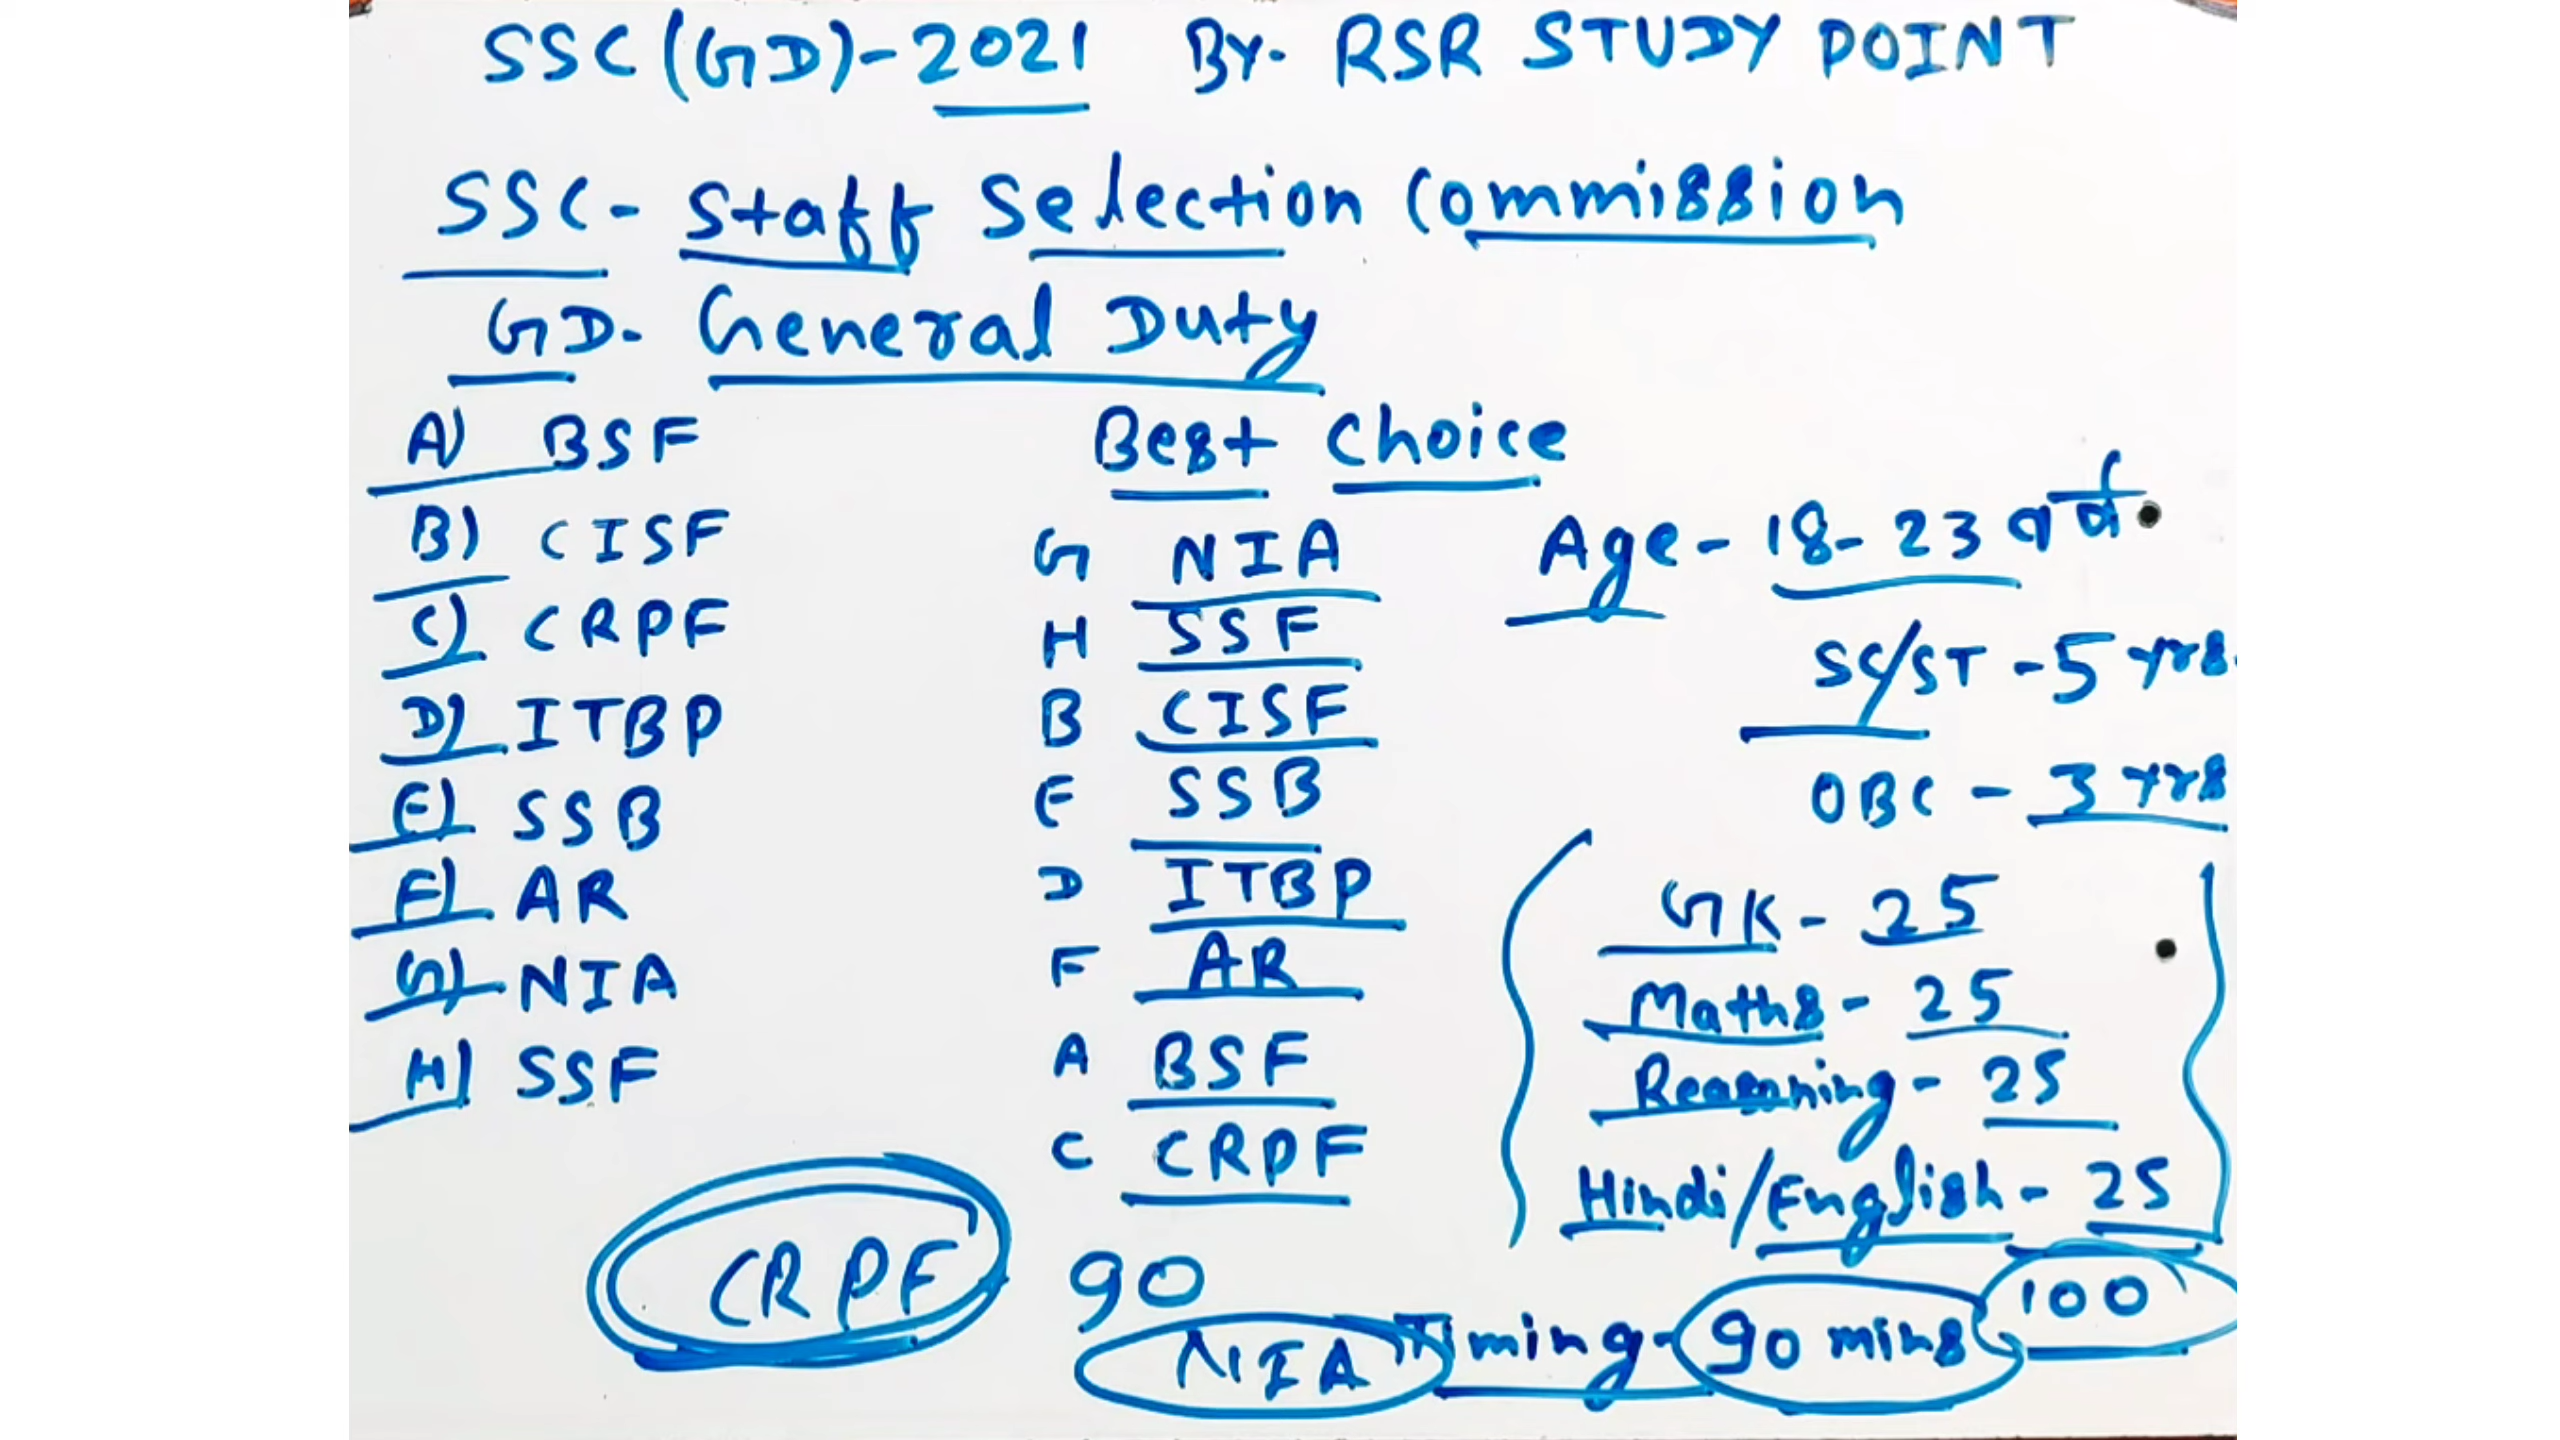 SSC (GD)-2021 By- RSR STUDY POINT
SSC- Staff Selection Commission
GD- General Duty
A) BSF
B) CISF
C) CRPF
D) ITBP
E) SSB
F) AR
G) NIA
H) SSF
Best Choice
G NIA
H SSF
B CISF
E SSB
D ITBP
F AR
A BSF
C CRPF
Age- 18-23 वर्ष
SC/ST -5 yrs.
OBC - 3 yrs
GK- 25
Maths- 25
Reasoning- 25
Hindi/English- 25
100
CRPF
90
NIA
Timing- 90 mins